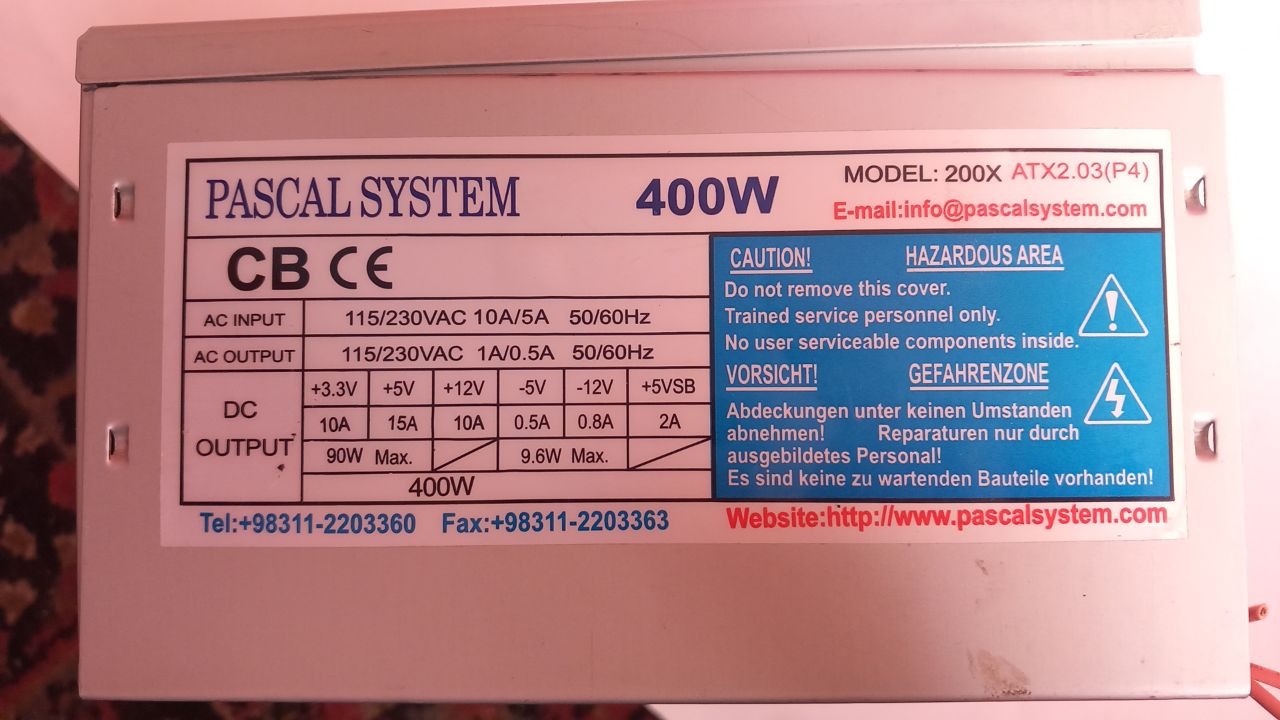 PASCAL SYSTEM 400W MODEL: 200X ATX2.03(P4)
E-mail:info@pascalsystem.com
CB CE
AC INPUT 115/230VAC 10A/5A 50/60Hz
AC OUTPUT 115/230VAC 1A/0.5A 50/60Hz
DC OUTPUT
+3.3V +5V +12V -5V -12V +5VSB
10A 15A 10A 0.5A 0.8A 2A
90W Max. 9.6W Max.
400W
CAUTION! HAZARDOUS AREA
Do not remove this cover.
Trained service personnel only.
No user serviceable components inside.
VORSICHT! GEFAHRENZONE
Abdeckungen unter keinen Umstanden
abnehmen! Reparaturen nur durch
ausgebildetes Personal!
Es sind keine zu wartenden Bauteile vorhanden!
Tel:+98311-2203360 Fax:+98311-2203363 Website:http://www.pascalsystem.com